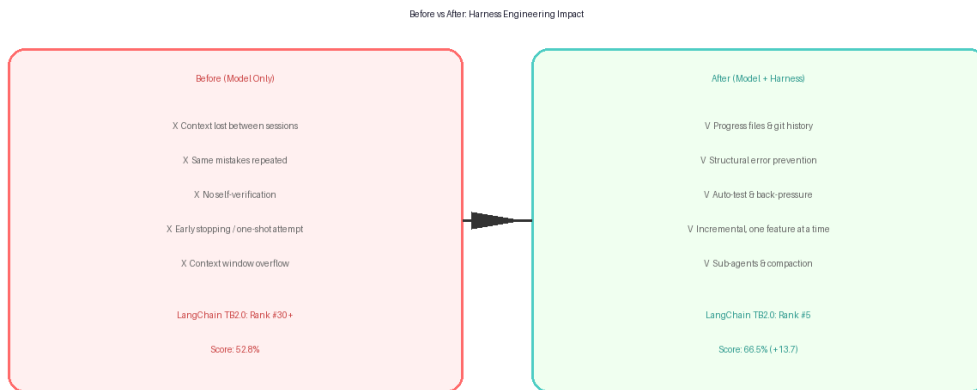 Before vs After: Harness Engineering Impact
Before (Model Only)
X Context lost between sessions
X Same mistakes repeated
X No self-verification
X Early stopping / one-shot attempt
X Context window overflow
LangChain TB2.0: Rank #30+
Score: 52.8%
After (Model + Harness)
V Progress files & git history
V Structural error prevention
V Auto-test & back-pressure
V Incremental, one feature at a time
V Sub-agents & compaction
LangChain TB2.0: Rank #5
Score: 66.5% (+13.7)